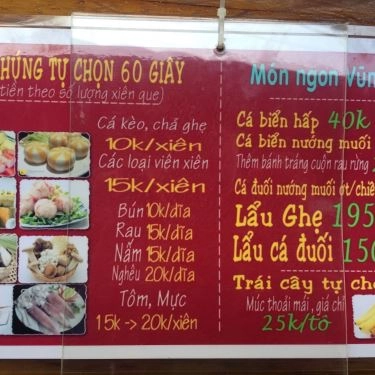 HÚNG TỰ CHỌN 60 GIÂY
tiền theo số lượng xiên que)
Cá kèo, chả ghẹ
10k/xiên
Các loại viên xiên
15k/xiên
Bún 10k/dĩa
Rau 15k/dĩa
Nấm 15k/dĩa
Nghêu 20k/dĩa
Tôm, Mực
15k -> 20k/xiên
Món ngon Vũn
Cá biển hấp 40k
Cá biển nướng muối
Thêm bánh tráng cuốn rau rừng
Cá đuối nướng muối ớt/chiê
Lẩu Ghẹ 195
Lẩu cá đuối 150
Trái cây tự chọ
Múc thoải mái, giá chỉ
25k/tô